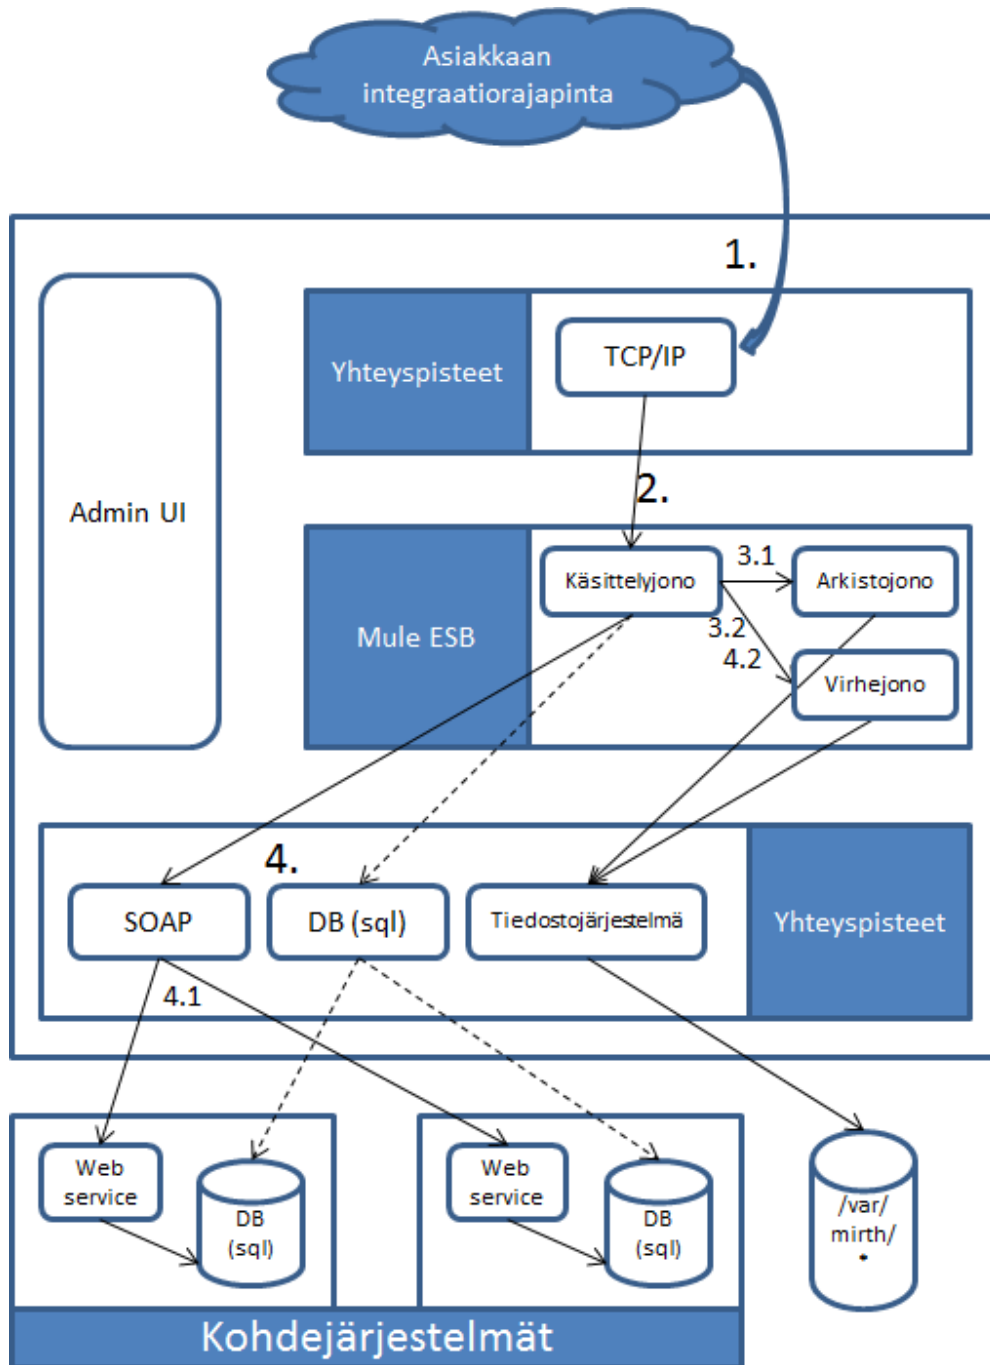 Asiakkaan
integraatiorajapinta
1.
Yhteyspisteet
TCP/IP
Admin UI
2.
Mule ESB
Käsittelyjono
3.1
Arkistojono
3.2
4.2
Virhejono
4.
SOAP
DB (sql)
Tiedostojärjestelmä
Yhteyspisteet
4.1
Web
service
DB
(sql)
Web
service
DB
(sql)
/var/
mirth/
*
Kohdejärjestelmät